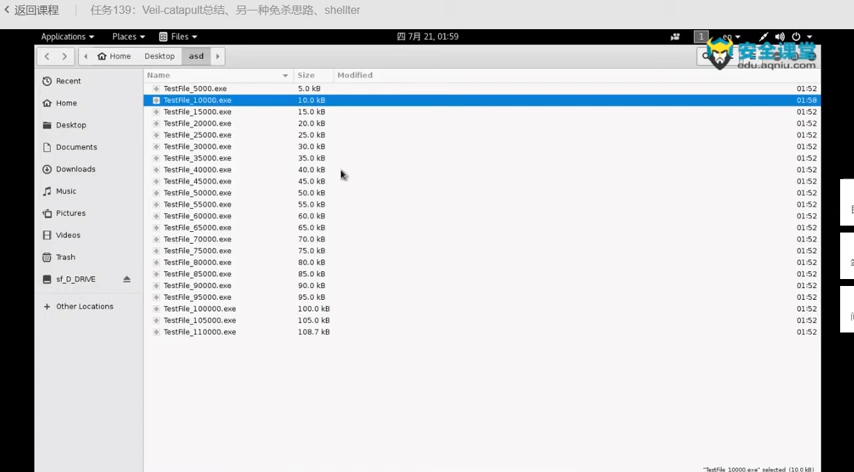 返回课程 任务139：Veil-catapult总结、另一种免杀思路、shellter
Applications Places Files 四 7月 21, 01:59 1
安全课堂
edu.aqniu.com
Home Desktop asd
Name Size Modified
Recent
Home
Desktop
Documents
Downloads
Music
Pictures
Videos
Trash
sf_D_DRIVE
Other Locations
TestFile_5000.exe 5.0 kB 01:52
TestFile_10000.exe 10.0 kB 01:58
TestFile_15000.exe 15.0 kB 01:52
TestFile_20000.exe 20.0 kB 01:52
TestFile_25000.exe 25.0 kB 01:52
TestFile_30000.exe 30.0 kB 01:52
TestFile_35000.exe 35.0 kB 01:52
TestFile_40000.exe 40.0 kB 01:52
TestFile_45000.exe 45.0 kB 01:52
TestFile_50000.exe 50.0 kB 01:52
TestFile_55000.exe 55.0 kB 01:52
TestFile_60000.exe 60.0 kB 01:52
TestFile_65000.exe 65.0 kB 01:52
TestFile_70000.exe 70.0 kB 01:52
TestFile_75000.exe 75.0 kB 01:52
TestFile_80000.exe 80.0 kB 01:52
TestFile_85000.exe 85.0 kB 01:52
TestFile_90000.exe 90.0 kB 01:52
TestFile_95000.exe 95.0 kB 01:52
TestFile_100000.exe 100.0 kB 01:52
TestFile_105000.exe 105.0 kB 01:52
TestFile_110000.exe 108.7 kB 01:52
"TestFile_10000.exe" selected (10.0 kB)